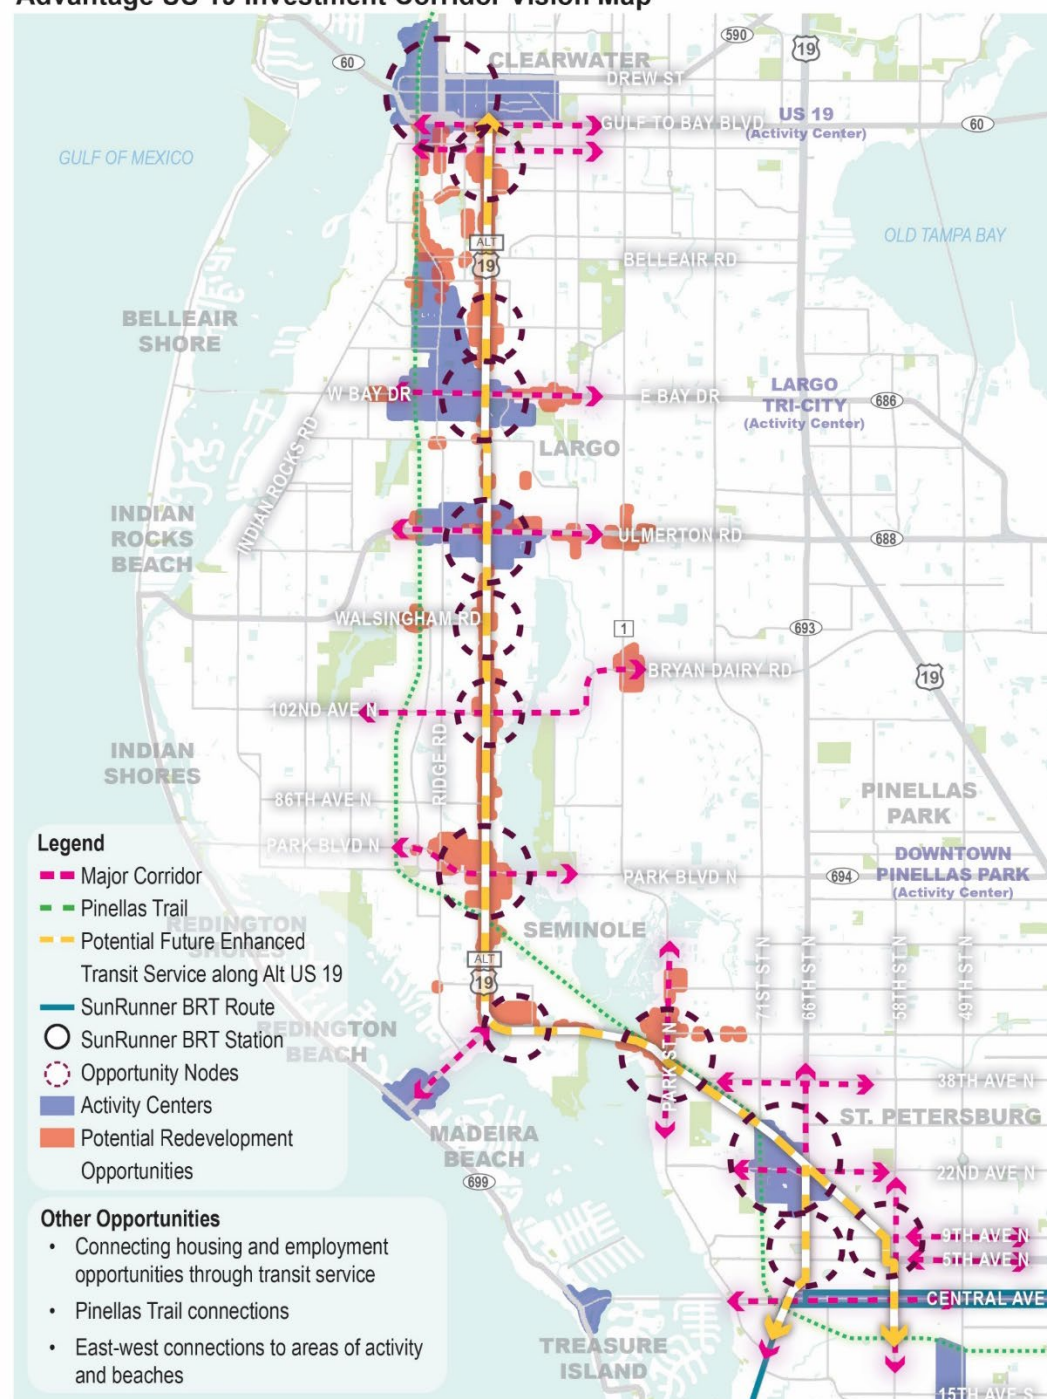 Advantage US 19 Investment Corridor Vision Map
590
19
CLEARWATER
60
DREW ST
US 19
(Activity Center)
GULF TO BAY BLVD
60
GULF OF MEXICO
OLD TAMPA BAY
ALT
19
BELLEAIR RD
BELLEAIR
SHORE
LARGO
TRI-CITY
(Activity Center)
W BAY DR
E BAY DR
686
INDIAN ROCKS RD
LARGO
INDIAN
ROCKS
BEACH
ULMERTON RD
688
WALSINGHAM RD
1
693
BRYAN DAIRY RD
19
102ND AVE N
INDIAN
SHORES
RIDGE RD
PINELLAS
PARK
86TH AVE N
PARK BLVD N
DOWNTOWN
PINELLAS PARK
(Activity Center)
PARK BLVD N
694
SEMINOLE
ALT
19
71ST ST N
66TH ST N
58TH ST N
49TH ST N
REDINGTON
SHORES
REDINGTON
BEACH
PARK ST N
38TH AVE N
ST. PETERSBURG
MADEIRA
BEACH
699
22ND AVE N
9TH AVE N
5TH AVE N
CENTRAL AVE
TREASURE
ISLAND
15TH AVE S
Legend
Major Corridor
Pinellas Trail
Potential Future Enhanced
Transit Service along Alt US 19
SunRunner BRT Route
SunRunner BRT Station
Opportunity Nodes
Activity Centers
Potential Redevelopment
Opportunities
Other Opportunities
• Connecting housing and employment
opportunities through transit service
• Pinellas Trail connections
• East-west connections to areas of activity
and beaches